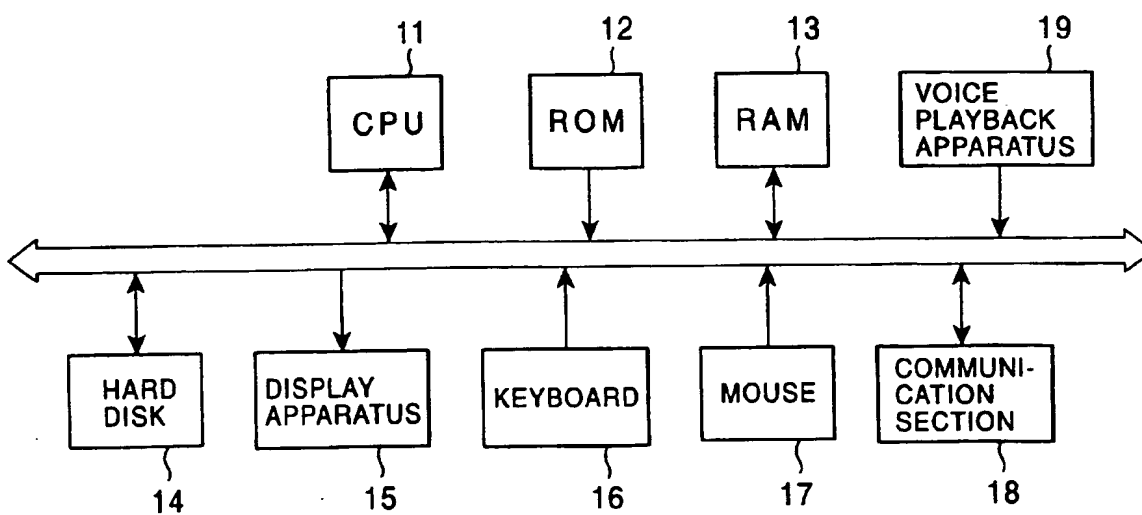 11
12
13
19
CPU
ROM
RAM
VOICE
PLAYBACK
APPARATUS
HARD
DISK
DISPLAY
APPARATUS
KEYBOARD
MOUSE
COMMUNI-
CATION
SECTION
14
15
16
17
18